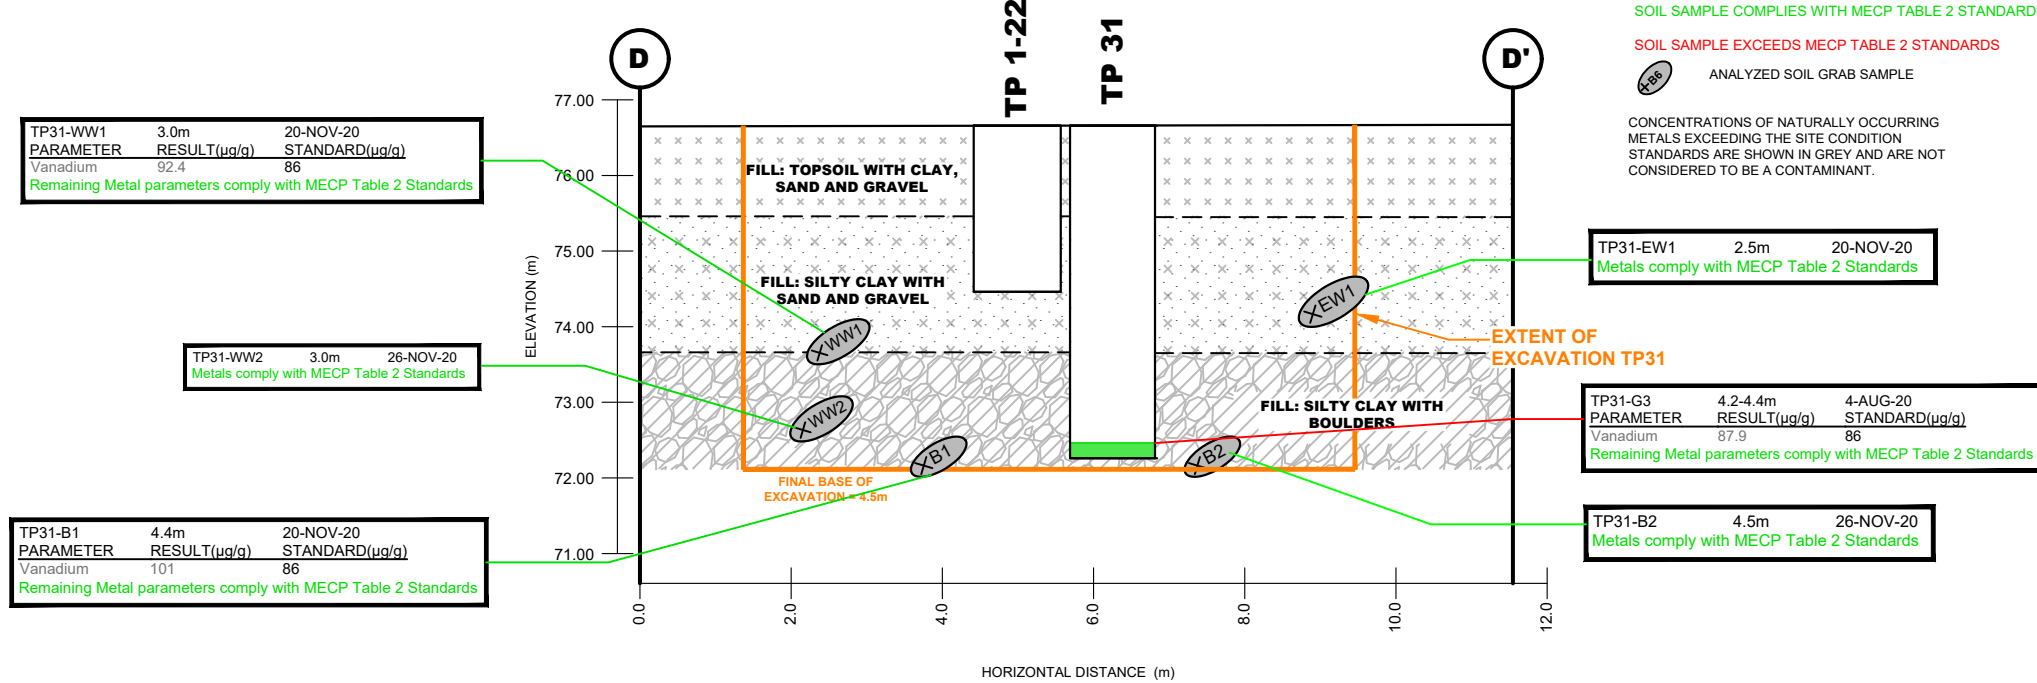 SOIL SAMPLE COMPLIES WITH MECP TABLE 2 STANDARD
SOIL SAMPLE EXCEEDS MECP TABLE 2 STANDARDS
XB6
ANALYZED SOIL GRAB SAMPLE
CONCENTRATIONS OF NATURALLY OCCURRING
METALS EXCEEDING THE SITE CONDITION
STANDARDS ARE SHOWN IN GREY AND ARE NOT
CONSIDERED TO BE A CONTAMINANT.
D
TP 1-22
TP 31
D'
77.00
76.00
75.00
74.00
73.00
72.00
71.00
ELEVATION (m)
TP31-WW1 3.0m 20-NOV-20
PARAMETER RESULT(µg/g) STANDARD(µg/g)
Vanadium 92.4 86
Remaining Metal parameters comply with MECP Table 2 Standards
TP31-WW2 3.0m 26-NOV-20
Metals comply with MECP Table 2 Standards
TP31-B1 4.4m 20-NOV-20
PARAMETER RESULT(µg/g) STANDARD(µg/g)
Vanadium 101 86
Remaining Metal parameters comply with MECP Table 2 Standards
FILL: TOPSOIL WITH CLAY,
SAND AND GRAVEL
FILL: SILTY CLAY WITH
SAND AND GRAVEL
XWW1
XWW2
XB1
XEW1
XB2
FILL: SILTY CLAY WITH
BOULDERS
FINAL BASE OF
EXCAVATION = 4.5m
EXTENT OF
EXCAVATION TP31
TP31-EW1 2.5m 20-NOV-20
Metals comply with MECP Table 2 Standards
TP31-G3 4.2-4.4m 4-AUG-20
PARAMETER RESULT(µg/g) STANDARD(µg/g)
Vanadium 87.9 86
Remaining Metal parameters comply with MECP Table 2 Standards
TP31-B2 4.5m 26-NOV-20
Metals comply with MECP Table 2 Standards
0.0 2.0 4.0 6.0 8.0 10.0 12.0
HORIZONTAL DISTANCE (m)